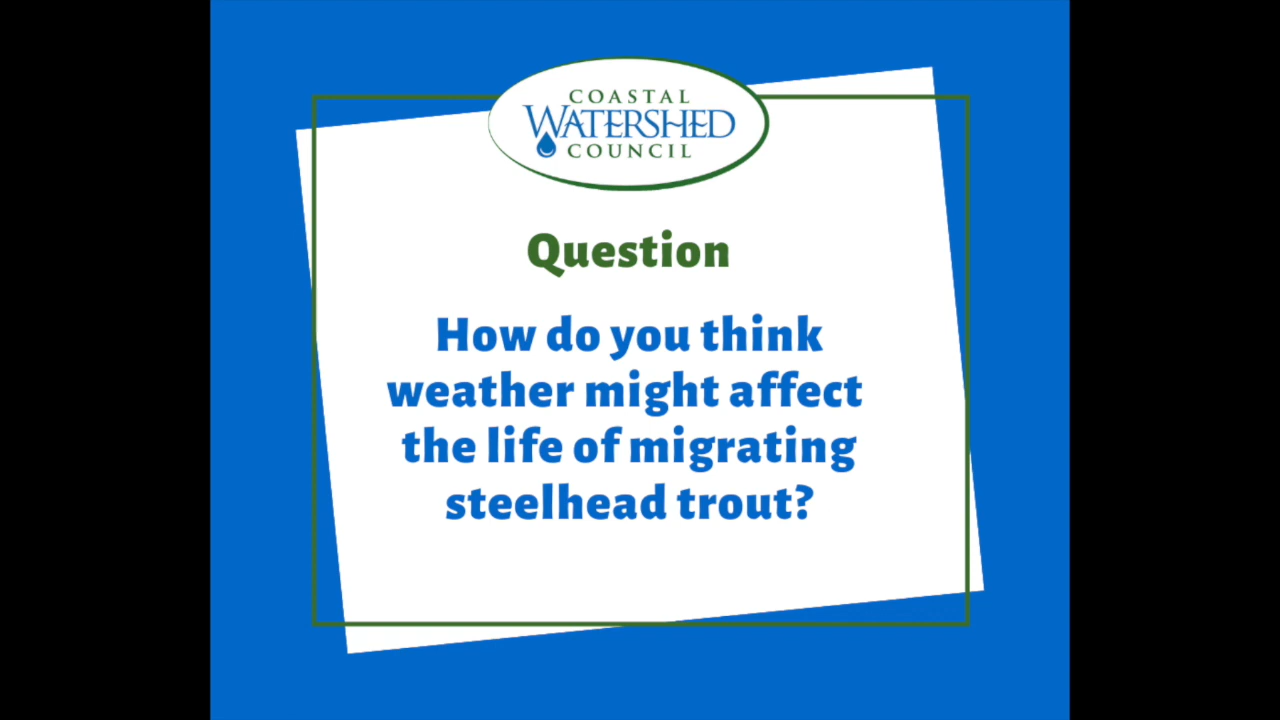 COASTAL
WATERSHED
COUNCIL
Question
How do you think
weather might affect
the life of migrating
steelhead trout?